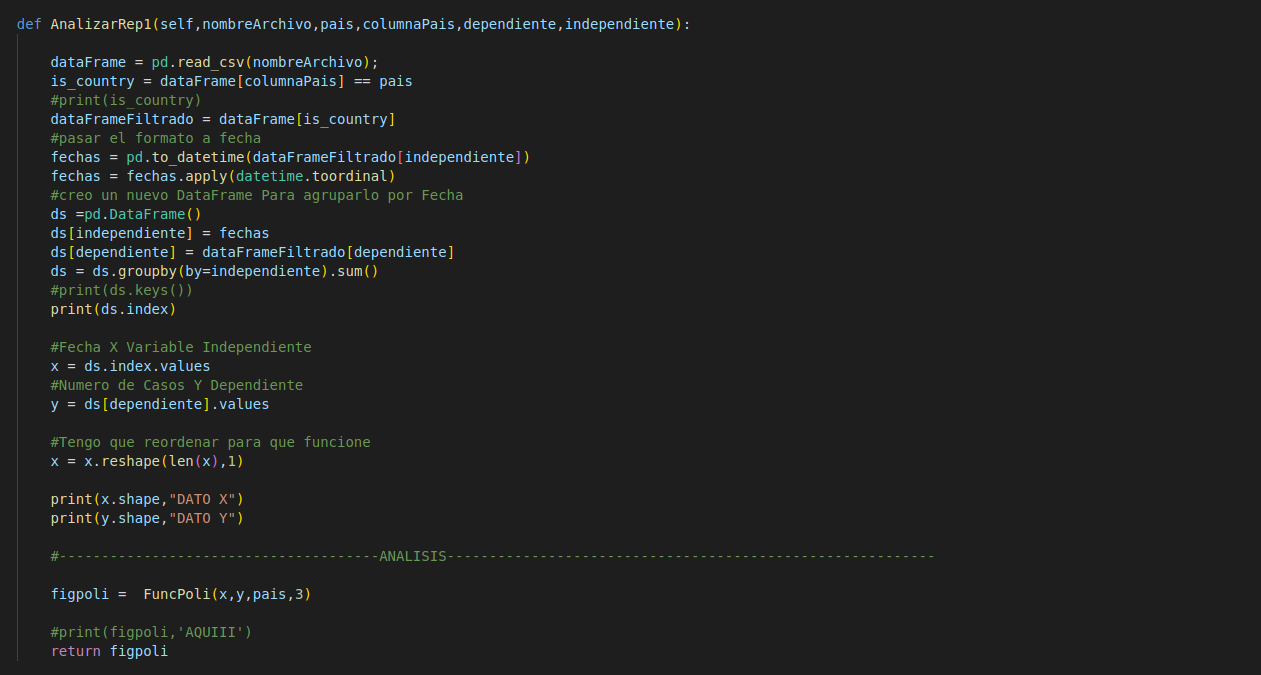 def AnalizarRep1(self,nombreArchivo,pais,columnaPais,dependiente,independiente):
dataFrame = pd.read_csv(nombreArchivo);
is_country = dataFrame[columnaPais] == pais
#print(is_country)
dataFrameFiltrado = dataFrame[is_country]
#pasar el formato a fecha
fechas = pd.to_datetime(dataFrameFiltrado[independiente])
fechas = fechas.apply(datetime.toordinal)
#creo un nuevo DataFrame Para agruparlo por Fecha
ds =pd.DataFrame()
ds[independiente] = fechas
ds[dependiente] = dataFrameFiltrado[dependiente]
ds = ds.groupby(by=independiente).sum()
#print(ds.keys())
print(ds.index)
#Fecha X Variable Independiente
x = ds.index.values
#Numero de Casos Y Dependiente
y = ds[dependiente].values
#Tengo que reordenar para que funcione
x = x.reshape(len(x),1)
print(x.shape,"DATO X")
print(y.shape,"DATO Y")
#--------------------------------------ANALISIS----------------------------------------------------------
figpoli =  FuncPoli(x,y,pais,3)
#print(figpoli,'AQUIII')
return figpoli